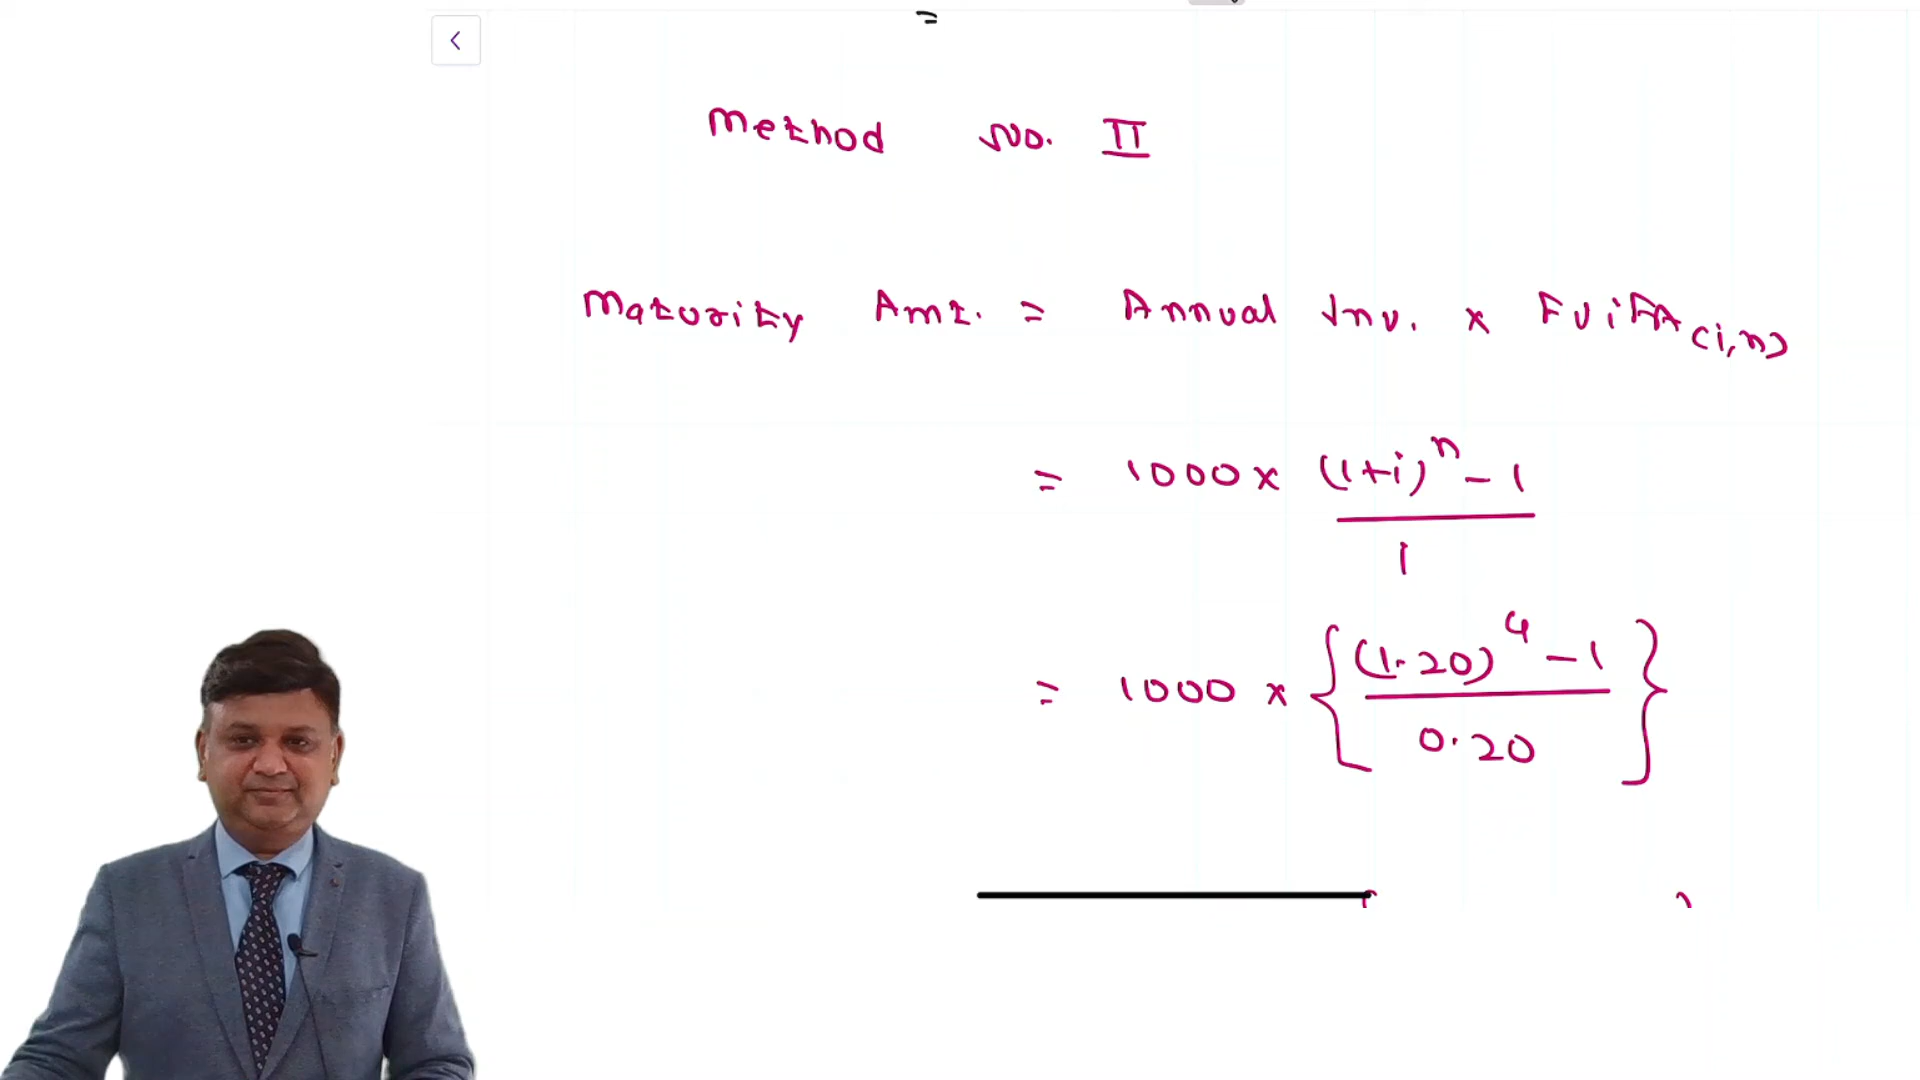 Method No. II
Maturity Amt. = Annual Inv. x FViFA(i,n)
= 1000 x (1+i)^n - 1
i
= 1000 x { (1.20)^4 - 1
0.20 }